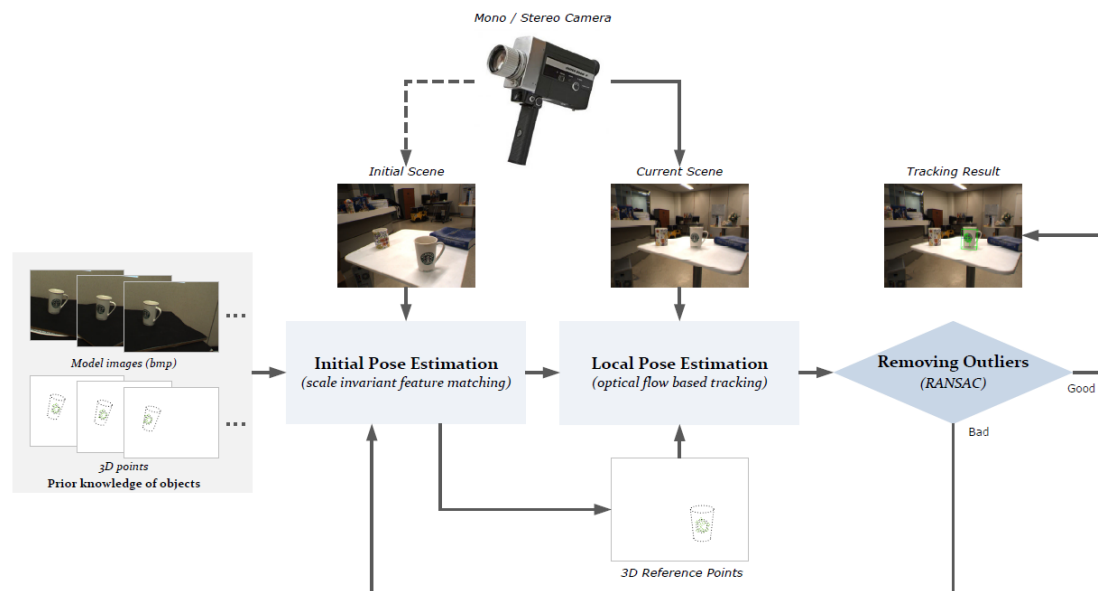 Mono / Stereo Camera
Initial Scene
Current Scene
Tracking Result
Model images (bmp)
3D points
Prior knowledge of objects
Initial Pose Estimation
(scale invariant feature matching)
Local Pose Estimation
(optical flow based tracking)
Removing Outliers
(RANSAC)
Good
Bad
3D Reference Points